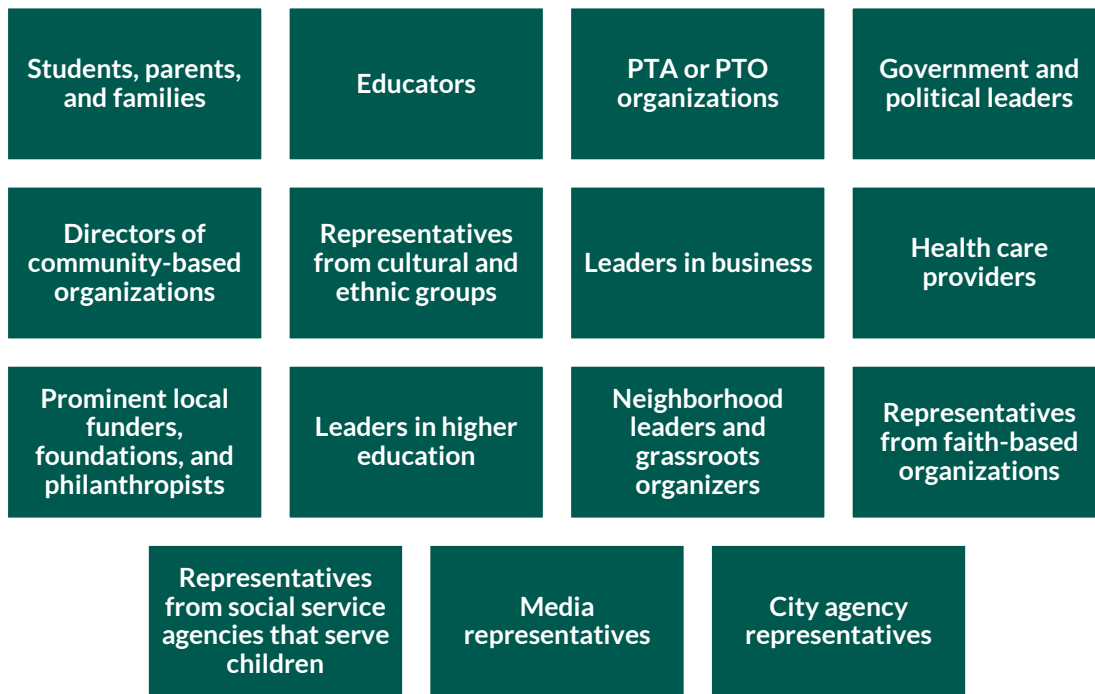 Students, parents,
and families
Educators
PTA or PTO
organizations
Government and
political leaders
Directors of
community-based
organizations
Representatives
from cultural and
ethnic groups
Leaders in business
Health care
providers
Prominent local
funders,
foundations, and
philanthropists
Leaders in higher
education
Neighborhood
leaders and
grassroots
organizers
Representatives
from faith-based
organizations
Representatives
from social service
agencies that serve
children
Media
representatives
City agency
representatives